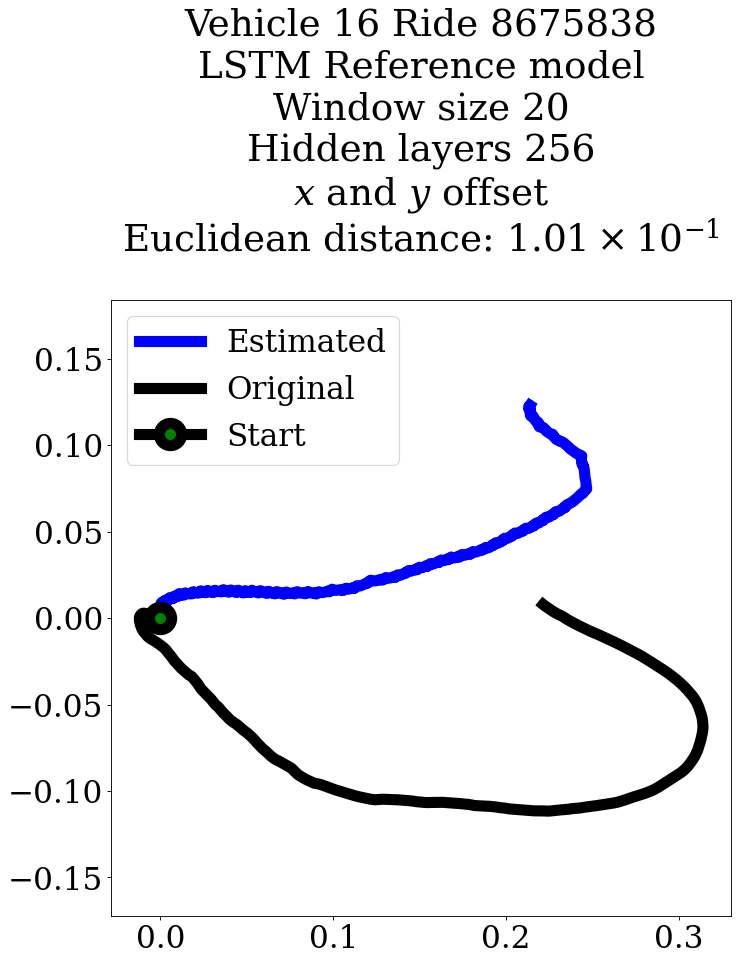 Vehicle 16 Ride 8675838
LSTM Reference model
Window size 20
Hidden layers 256
x and y offset
Euclidean distance: 1.01 × 10⁻¹
Estimated
Original
Start
0.15
0.10
0.05
0.00
−0.05
−0.10
−0.15
0.0 0.1 0.2 0.3